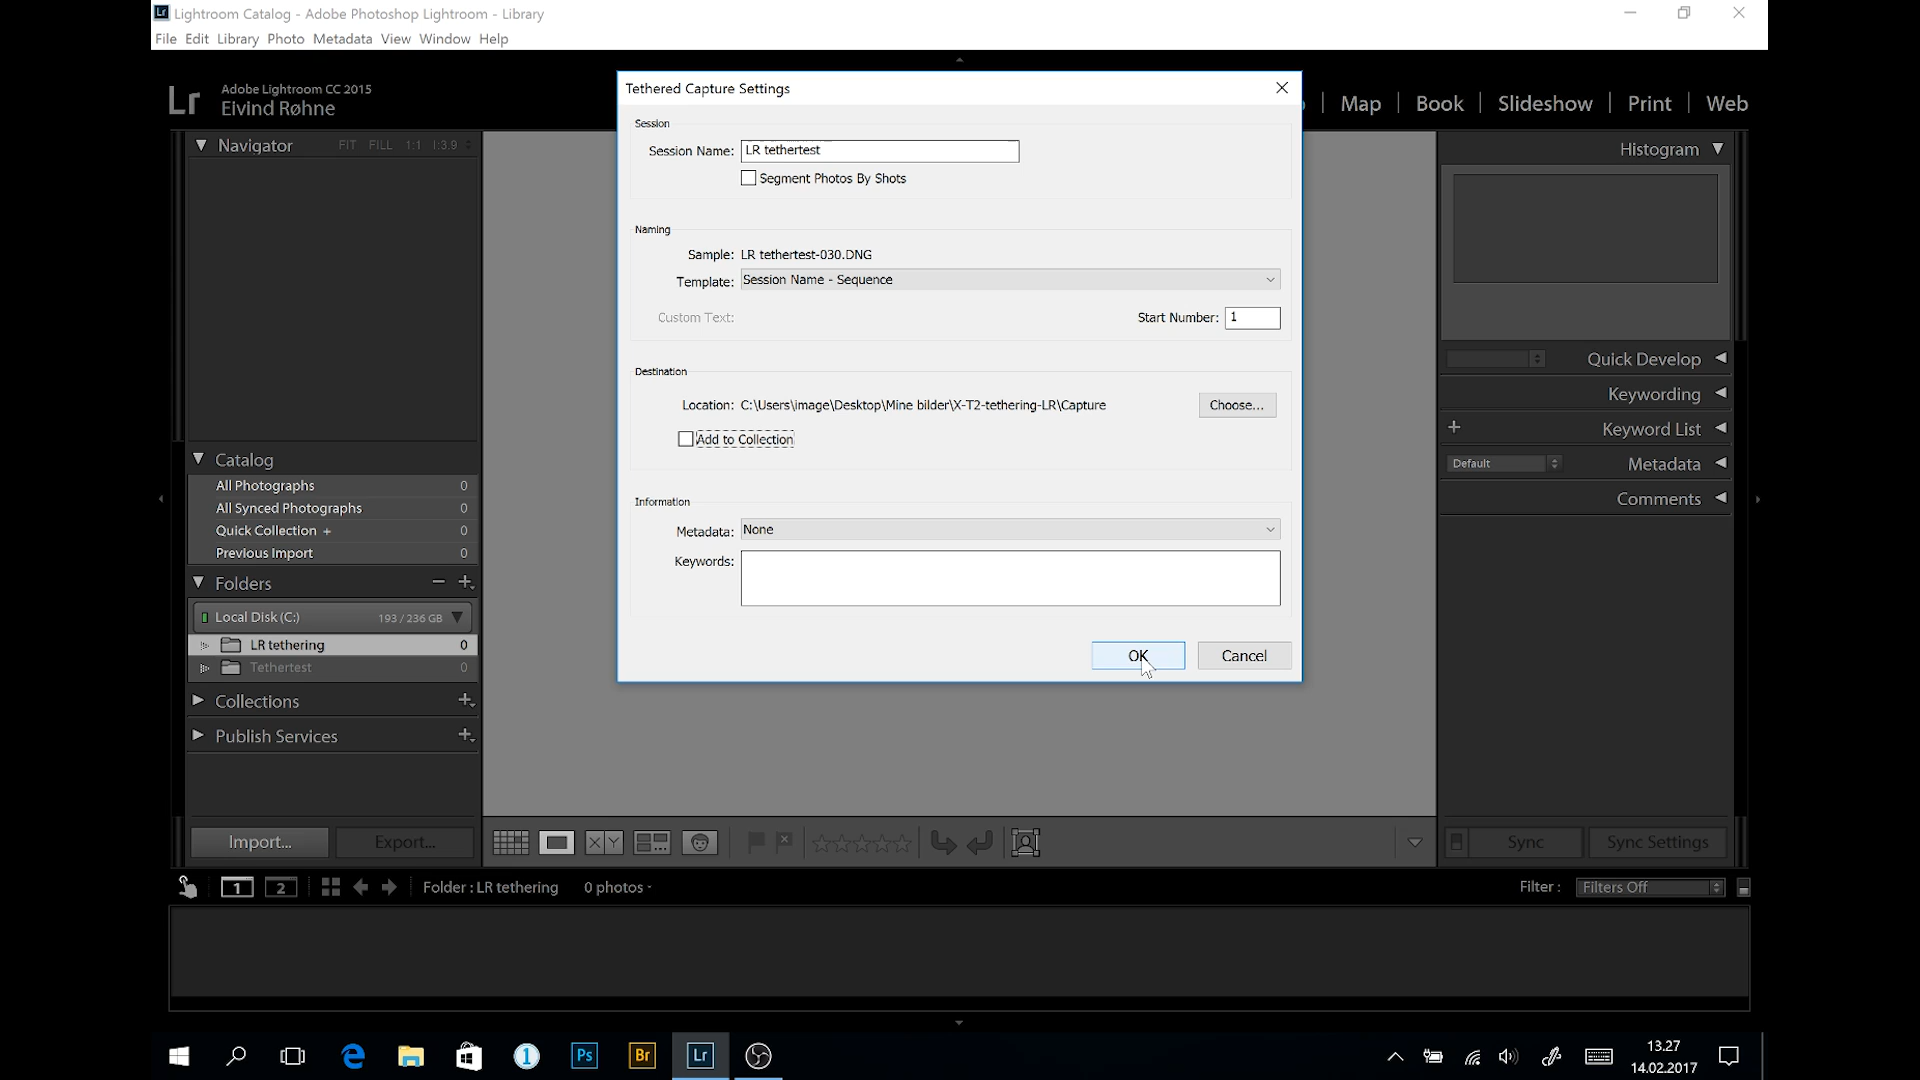 Lr Lightroom Catalog - Adobe Photoshop Lightroom - Library
File Edit Library Photo Metadata View Window Help
Lr
Adobe Lightroom CC 2015
Eivind Røhne
Map | Book | Slideshow | Print | Web
Navigator FIT FILL 1:1 1:3.9
Catalog
All Photographs 0
All Synced Photographs 0
Quick Collection + 0
Previous Import 0
Folders
Local Disk (C:) 193 / 236 GB
LR tethering 0
Tethertest 0
Collections
Publish Services
Import... Export...
Tethered Capture Settings
Session
Session Name: LR tethertest
Segment Photos By Shots
Naming
Sample: LR tethertest-030.DNG
Template: Session Name - Sequence
Custom Text: Start Number: 1
Destination
Location: C:\Users\image\Desktop\Mine bilder\X-T2-tethering-LR\Capture Choose...
Add to Collection
Information
Metadata: None
Keywords:
OK Cancel
Histogram
Quick Develop
Keywording
Keyword List
Default Metadata
Comments
Sync Sync Settings
X Y
1 2 Folder : LR tethering 0 photos
Filter : Filters Off
1 Ps Br Lr
13.27
14.02.2017